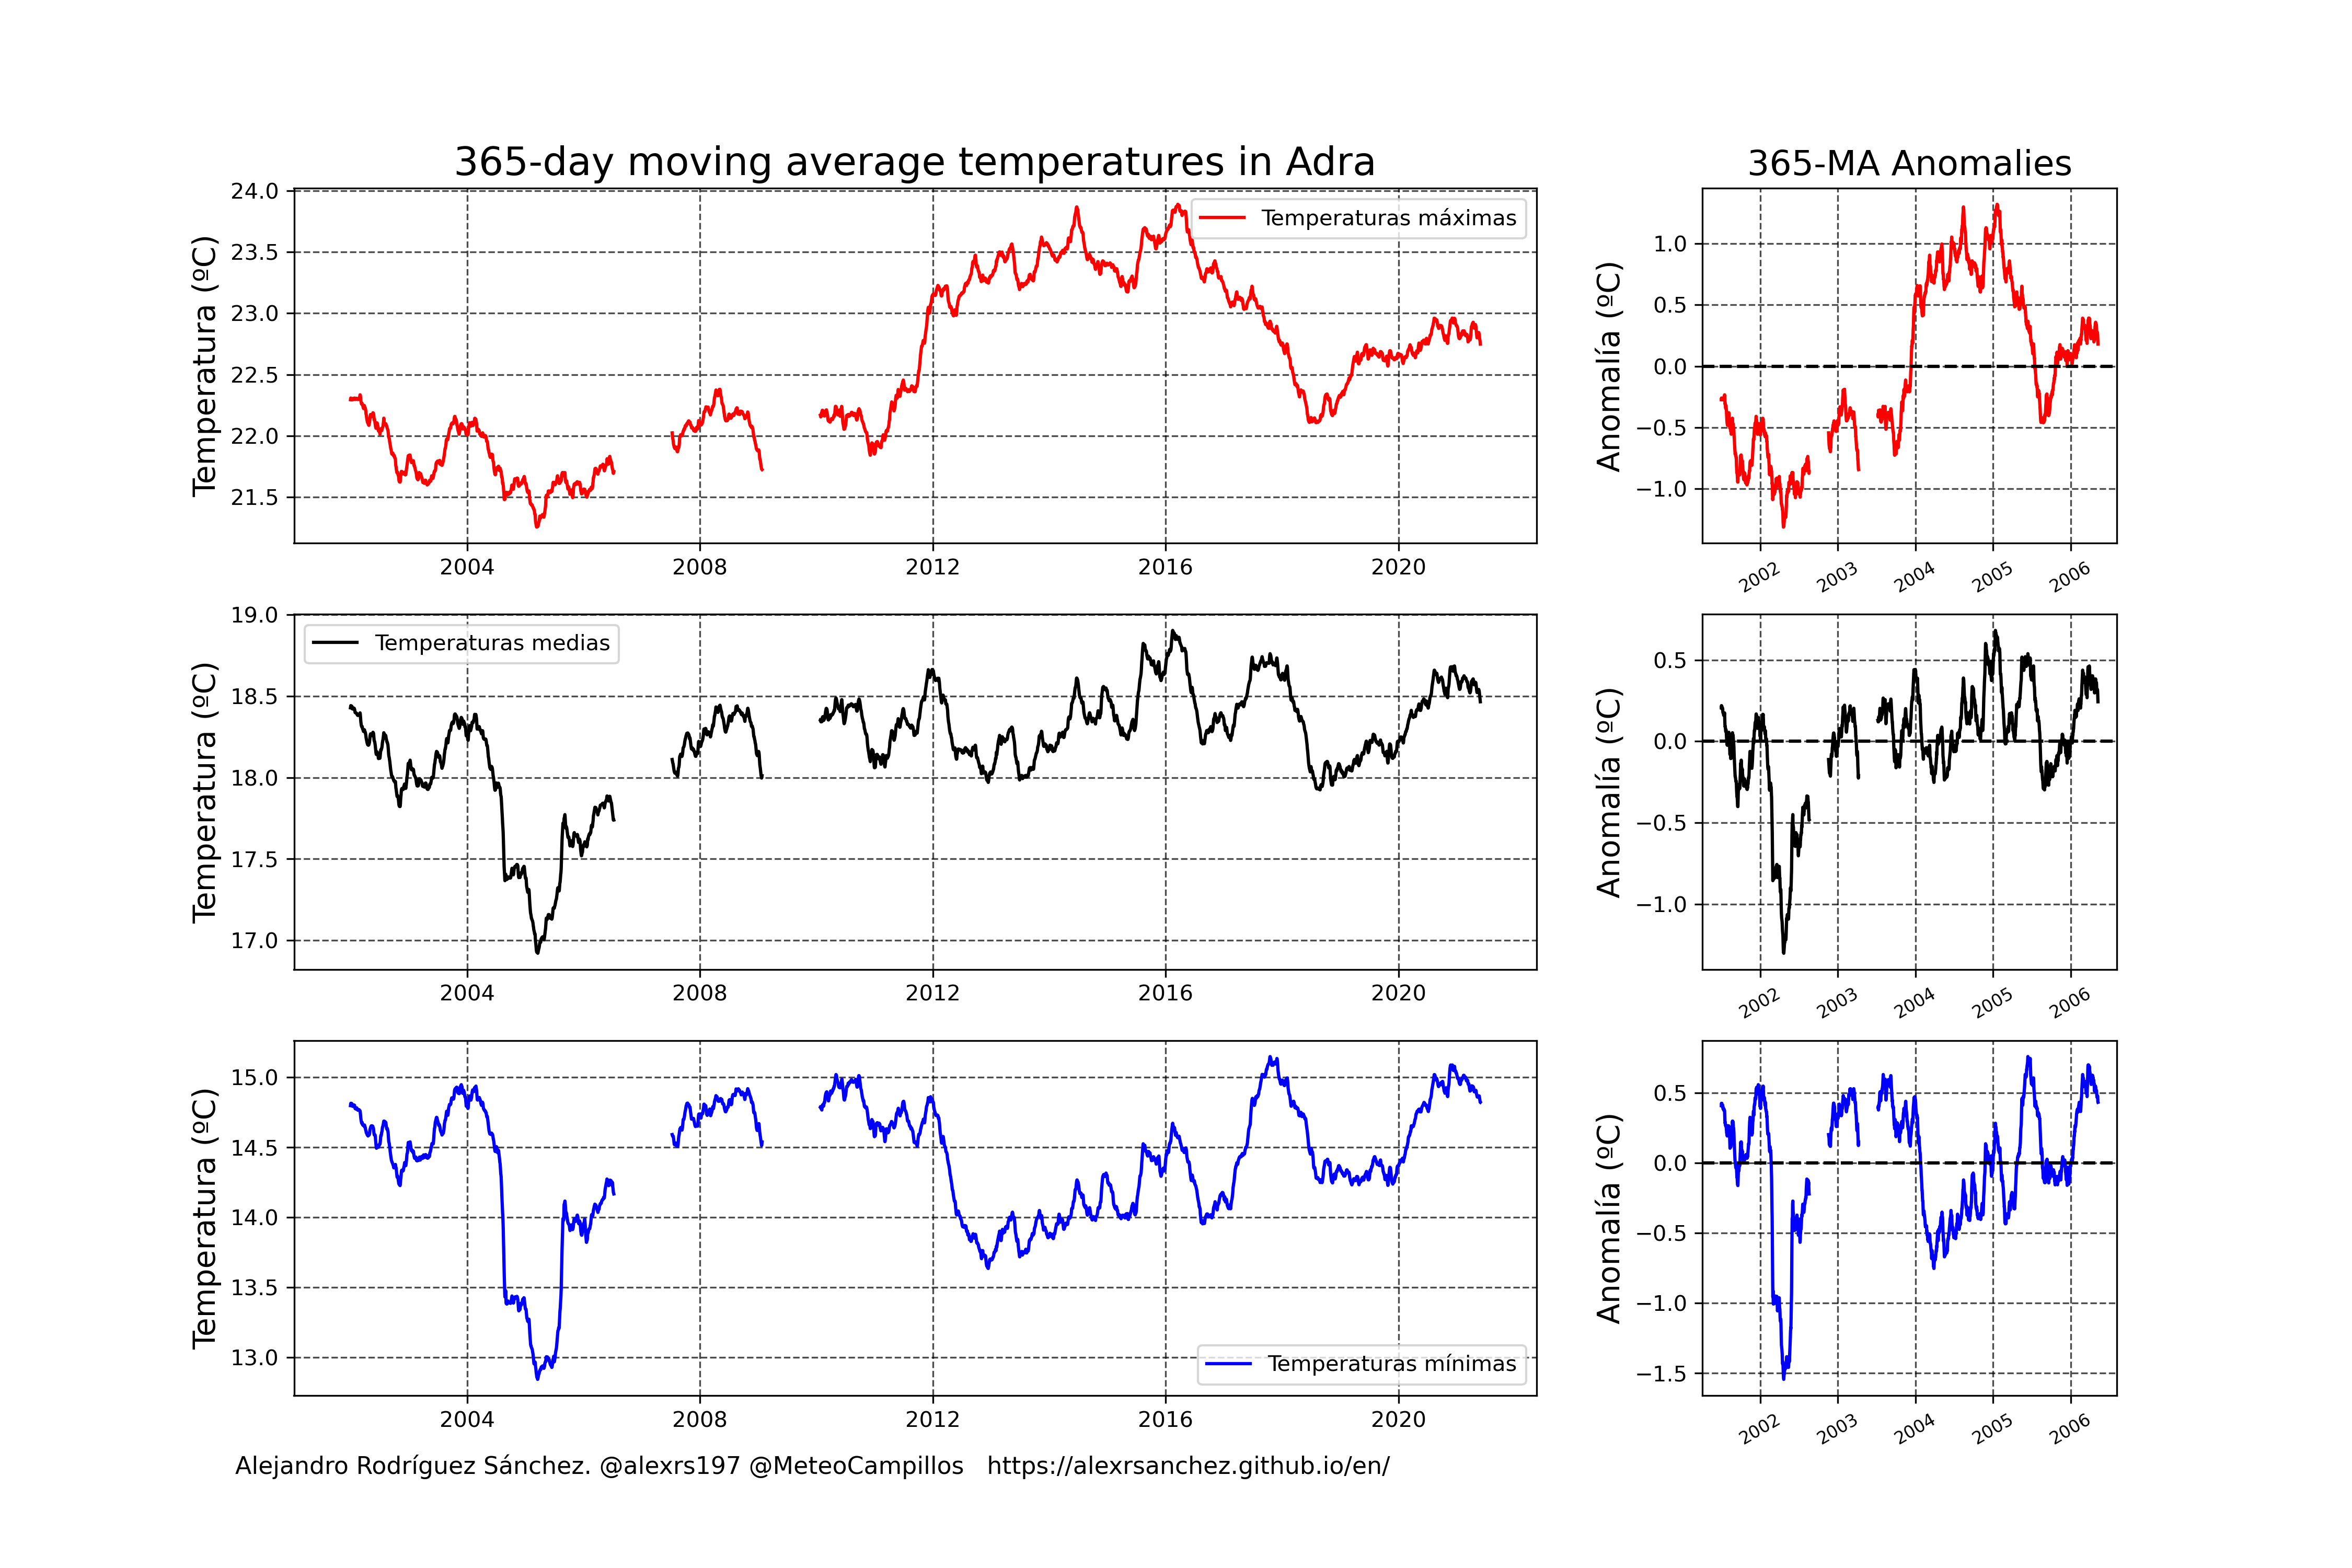 365-day moving average temperatures in Adra
Temperatura (ºC)
24.0
23.5
23.0
22.5
22.0
21.5
Temperaturas máximas
2004 2008 2012 2016 2020
365-MA Anomalies
Anomalía (ºC)
1.0
0.5
0.0
−0.5
−1.0
2002 2003 2004 2005 2006
Temperatura (ºC)
19.0
18.5
18.0
17.5
17.0
Temperaturas medias
2004 2008 2012 2016 2020
Anomalía (ºC)
0.5
0.0
−0.5
−1.0
2002 2003 2004 2005 2006
Temperatura (ºC)
15.0
14.5
14.0
13.5
13.0
Temperaturas mínimas
2004 2008 2012 2016 2020
Anomalía (ºC)
0.5
0.0
−0.5
−1.0
−1.5
2002 2003 2004 2005 2006
Alejandro Rodríguez Sánchez. @alexrs197 @MeteoCampillos https://alexrsanchez.github.io/en/